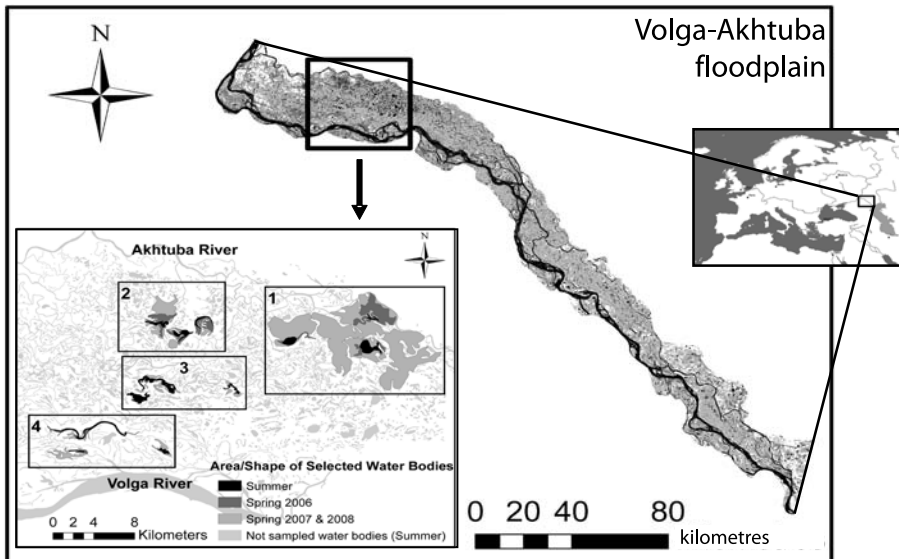 Volga-Akhtuba
floodplain
N
Akhtuba River
N
1
2
3
4
Area/Shape of Selected Water Bodies
Summer
Spring 2006
Spring 2007 & 2008
Not sampled water bodies (Summer)
Volga River
0 2 4 8
Kilometers
0 20 40 80
kilometres